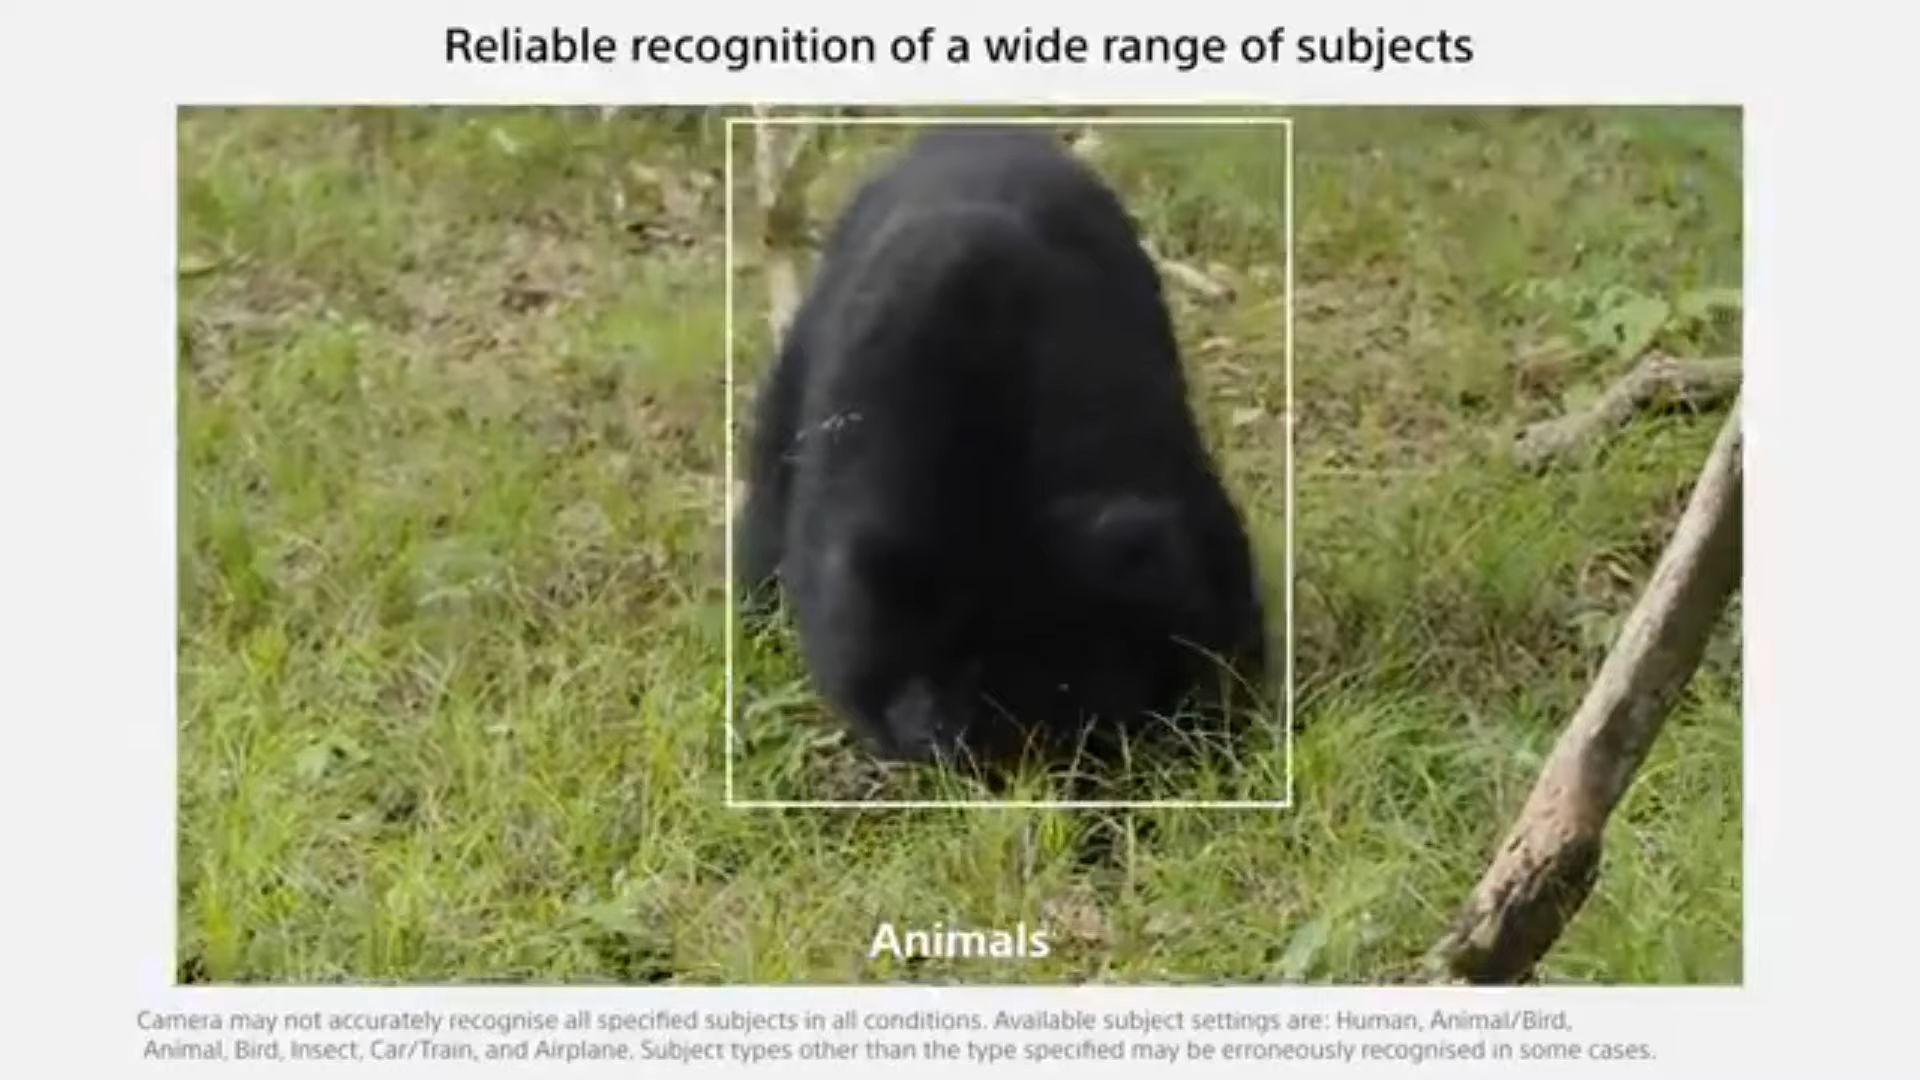 Reliable recognition of a wide range of subjects
Animals
Camera may not accurately recognise all specified subjects in all conditions. Available subject settings are: Human, Animal/Bird,
Animal, Bird, Insect, Car/Train, and Airplane. Subject types other than the type specified may be erroneously recognised in some cases.